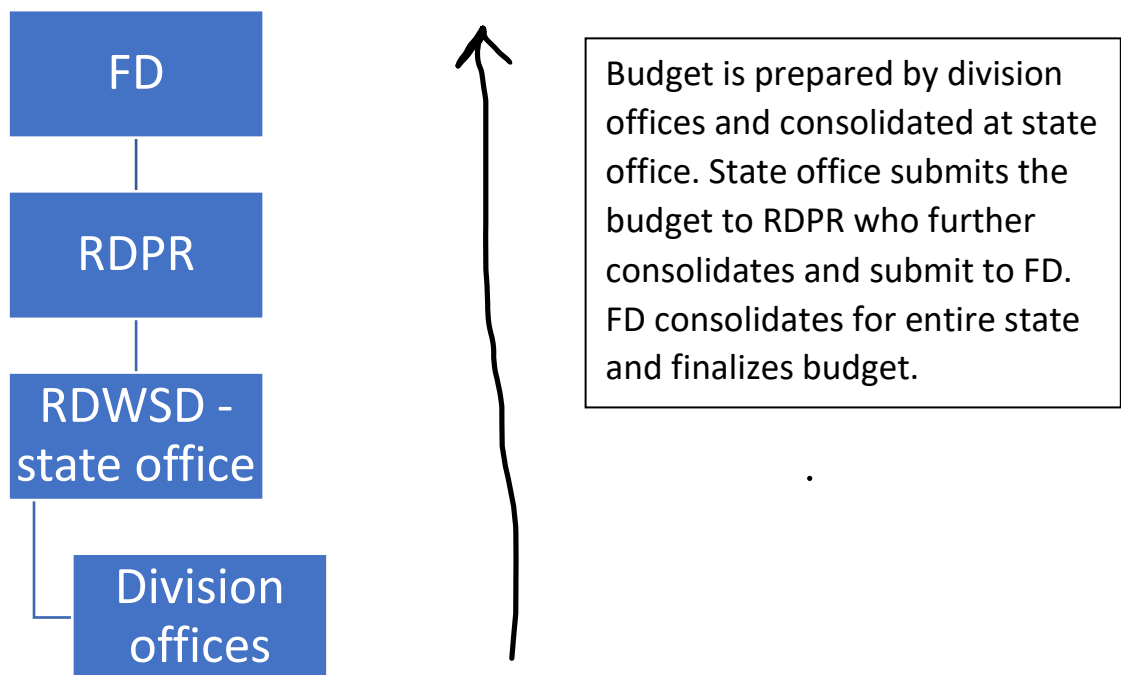 FD
RDPR
RDWSD -
state office
Division
offices
Budget is prepared by division
offices and consolidated at state
office. State office submits the
budget to RDPR who further
consolidates and submit to FD.
FD consolidates for entire state
and finalizes budget.
.